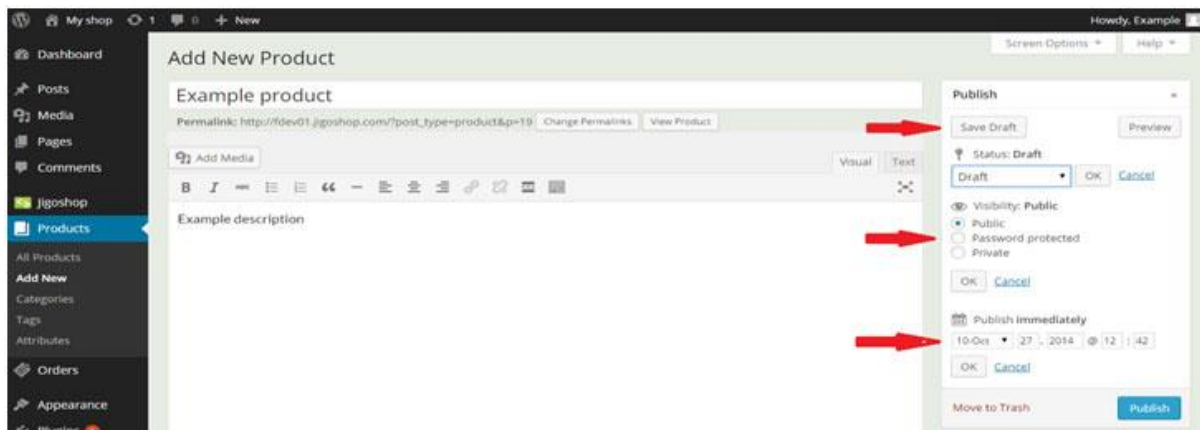 My shop 1 0 + New
Howdy, Example
Screen Options
Help
Dashboard
Posts
Media
Pages
Comments
Jigoshop
Products
All Products
Add New
Categories
Tags
Attributes
Orders
Appearance
Plugins
Add New Product
Example product
Permalink: http://fdev01.jigoshop.com/?post_type=product&p=19 Change Permalinks View Product
Add Media
Visual Text
B I
Example description
Publish
Save Draft Preview
Status: Draft
Draft OK Cancel
Visibility: Public
Public
Password protected
Private
OK Cancel
Publish immediately
10-Oct 27 , 2014 @ 12 : 42
OK Cancel
Move to Trash Publish